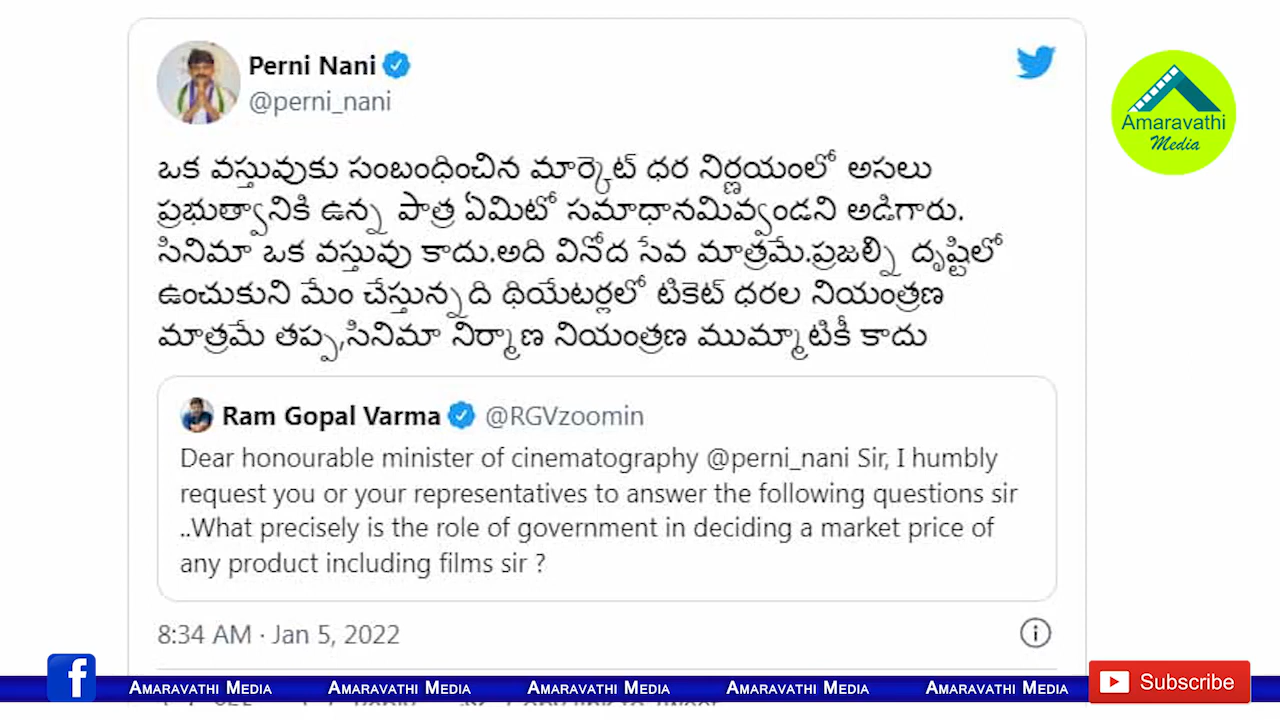 Perni Nani
@perni_nani
ఒక వస్తువుకు సంబంధించిన మార్కెట్ ధర నిర్ణయంలో అసలు
ప్రభుత్వానికి ఉన్న పాత్ర ఏమిటో సమాధానమివ్వండని అడిగారు.
సినిమా ఒక వస్తువు కాదు.అది వినోద సేవ మాత్రమే.ప్రజల్ని దృష్టిలో
ఉంచుకుని మేం చేస్తున్నది థియేటర్లలో టికెట్ ధరల నియంత్రణ
మాత్రమే తప్ప,సినిమా నిర్మాణ నియంత్రణ ముమ్మాటికీ కాదు
Ram Gopal Varma @RGVzoomin
Dear honourable minister of cinematography @perni_nani Sir, I humbly
request you or your representatives to answer the following questions sir
..What precisely is the role of government in deciding a market price of
any product including films sir ?
8:34 AM · Jan 5, 2022
Amaravathi
Media
AMARAVATHI MEDIA AMARAVATHI MEDIA AMARAVATHI MEDIA AMARAVATHI MEDIA AMARAVATHI MEDIA
Subscribe